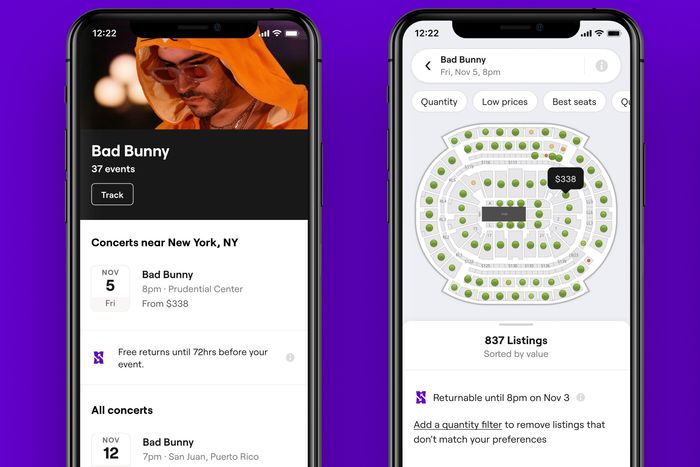 12:22
Bad Bunny
37 events
Track
Concerts near New York, NY
NOV
5
Fri
Bad Bunny
8pm · Prudential Center
From $338
Free returns until 72hrs before your
event.
All concerts
NOV
12
Bad Bunny
7pm · San Juan, Puerto Rico
12:22
Bad Bunny
Fri, Nov 5, 8pm
Quantity
Low prices
Best seats
$338
837 Listings
Sorted by value
Returnable until 8pm on Nov 3
Add a quantity filter to remove listings that
don't match your preferences